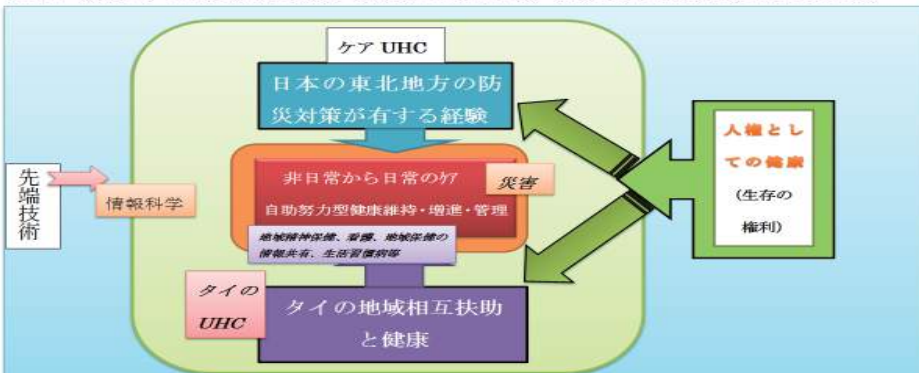 ケア UHC
日本の東北地方の防
災対策が有する経験
非日常から日常のケア
自助努力型健康維持・増進・管理
災害
地域精神保健、看護、地域保健の
情報共有、生活習慣病等
タイの
UHC
タイの地域相互扶助
と健康
先端技術
情報科学
人権とし
ての健康
(生存の
権利)